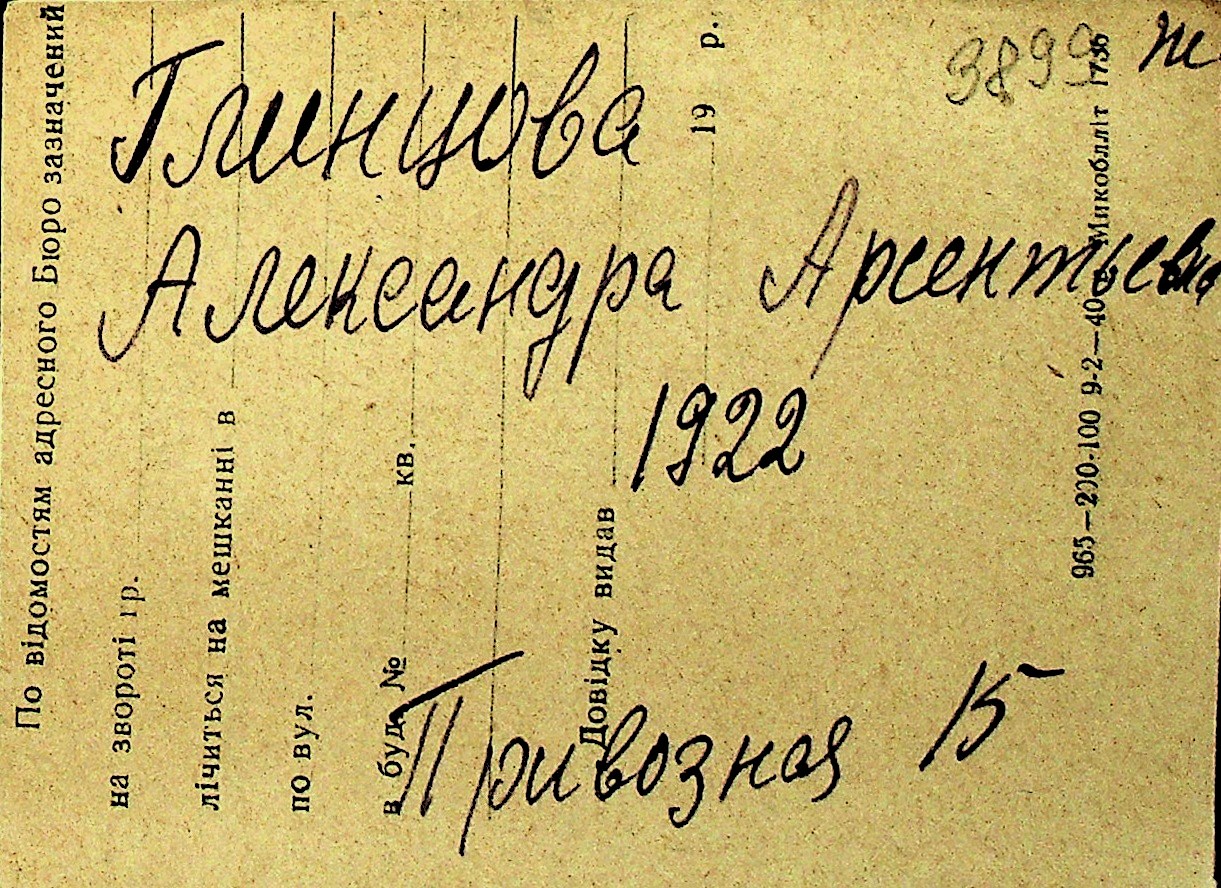 3899 ж
Глинцова
Александра Арсентьевна
1922
Привозная 15
По відомостям адресного Бюро зазначений
на звороті гр.
лічиться на мешканні в
по вул.
в буд. № кв.
Довідку видав
19 р.
965—200-100 9-2—40 Микобліт 1736